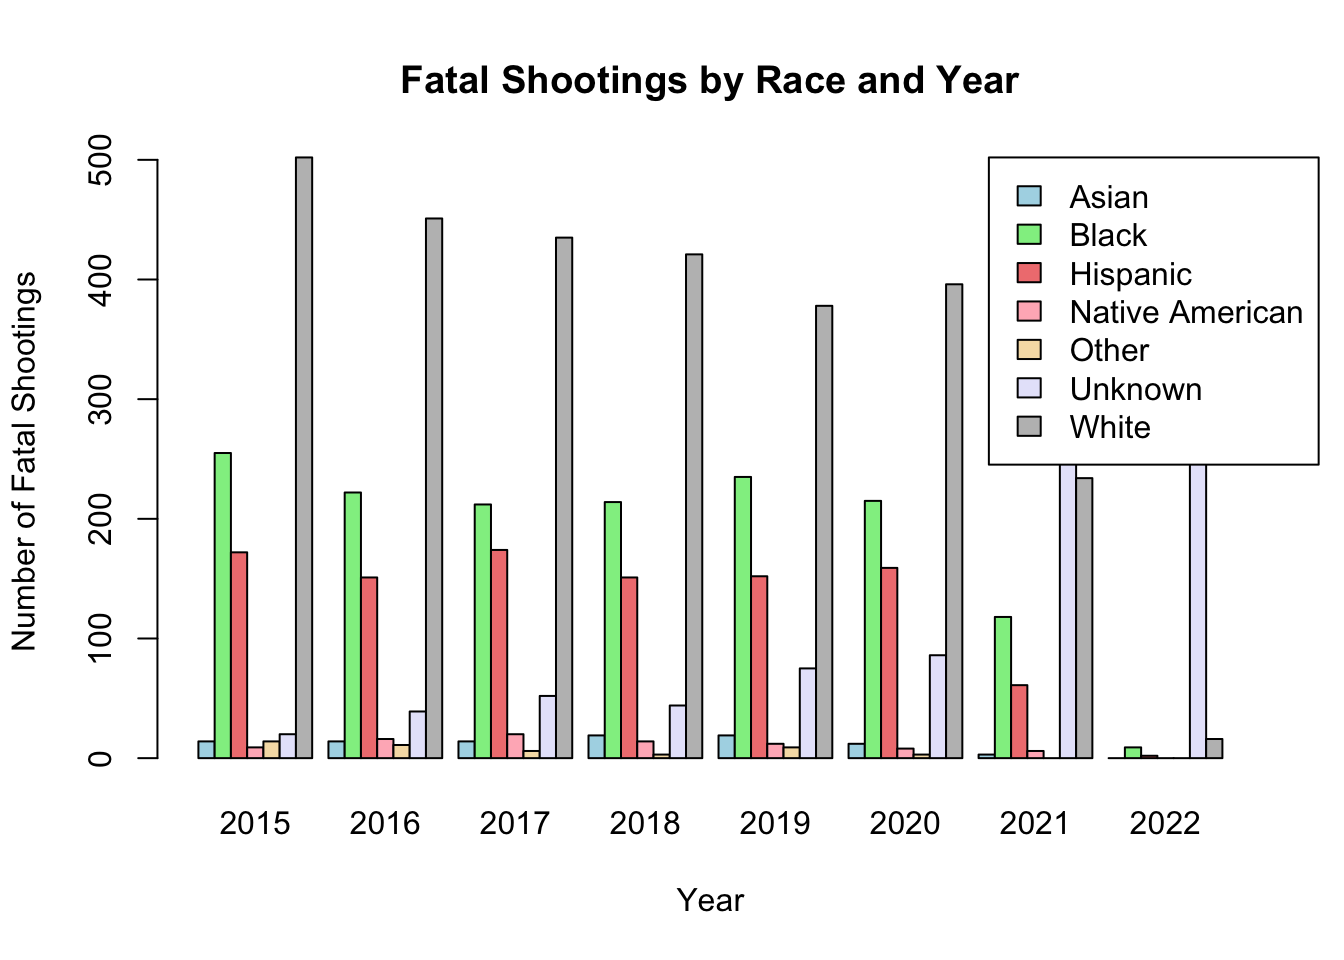 Fatal Shootings by Race and Year
Number of Fatal Shootings
500
400
300
200
100
0
Asian
Black
Hispanic
Native American
Other
Unknown
White
2015 2016 2017 2018 2019 2020 2021 2022
Year